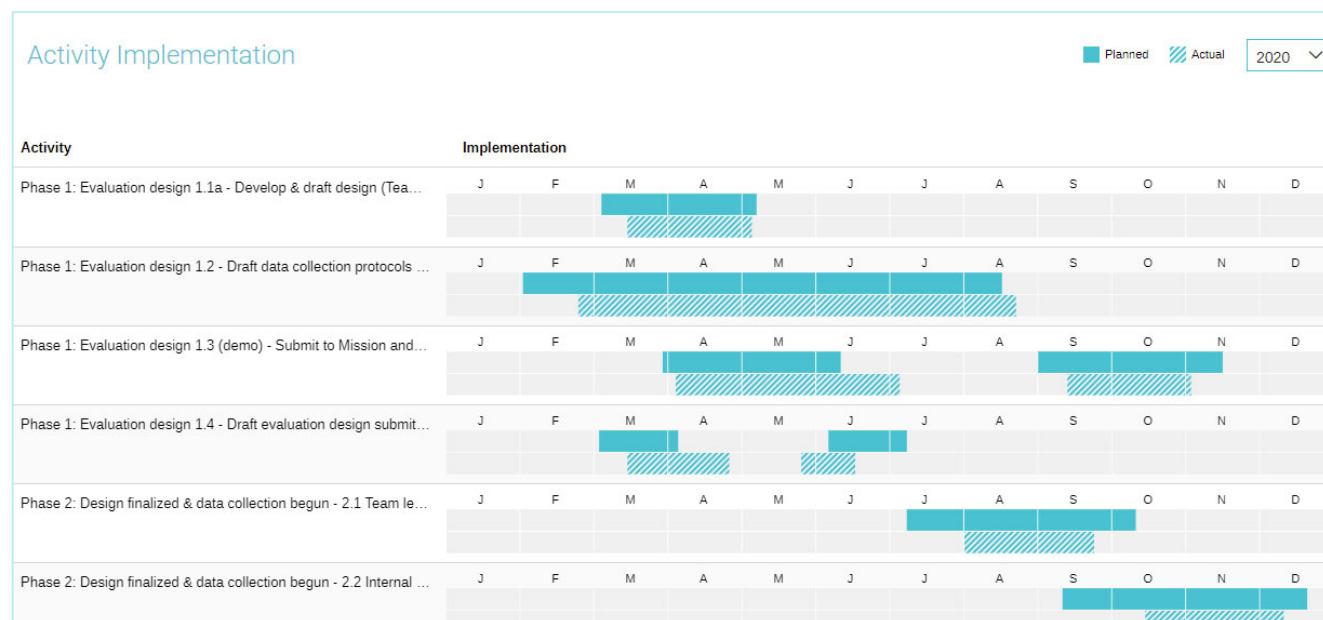 Activity Implementation
Planned Actual 2020
Activity Implementation
Phase 1: Evaluation design 1.1a - Develop & draft design (Tea...
J F M A M J J A S O N D
Phase 1: Evaluation design 1.2 - Draft data collection protocols ...
J F M A M J J A S O N D
Phase 1: Evaluation design 1.3 (demo) - Submit to Mission and...
J F M A M J J A S O N D
Phase 1: Evaluation design 1.4 - Draft evaluation design submit...
J F M A M J J A S O N D
Phase 2: Design finalized & data collection begun - 2.1 Team le...
J F M A M J J A S O N D
Phase 2: Design finalized & data collection begun - 2.2 Internal ...
J F M A M J J A S O N D